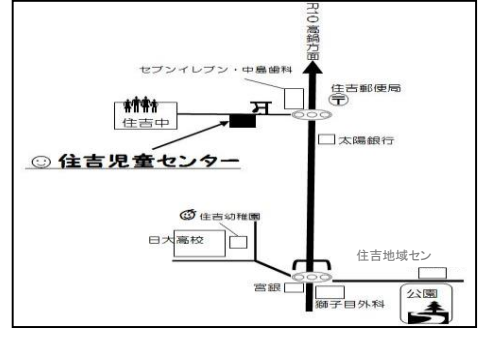 R10高鍋方面
セブンイレブン・中島歯科
住吉郵便局
〒
住吉中
太陽銀行
住吉児童センター
住吉幼稚園
日大高校
住吉地域セン
宮銀
獅子目外科
公園